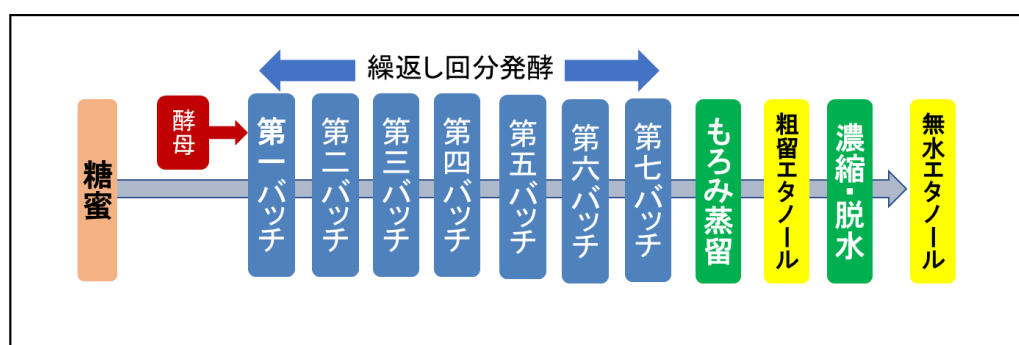 繰返し回分発酵
糖蜜
酵母
第一バッチ
第二バッチ
第三バッチ
第四バッチ
第五バッチ
第六バッチ
第七バッチ
もろみ蒸留
粗留エタノール
濃縮・脱水
無水エタノール